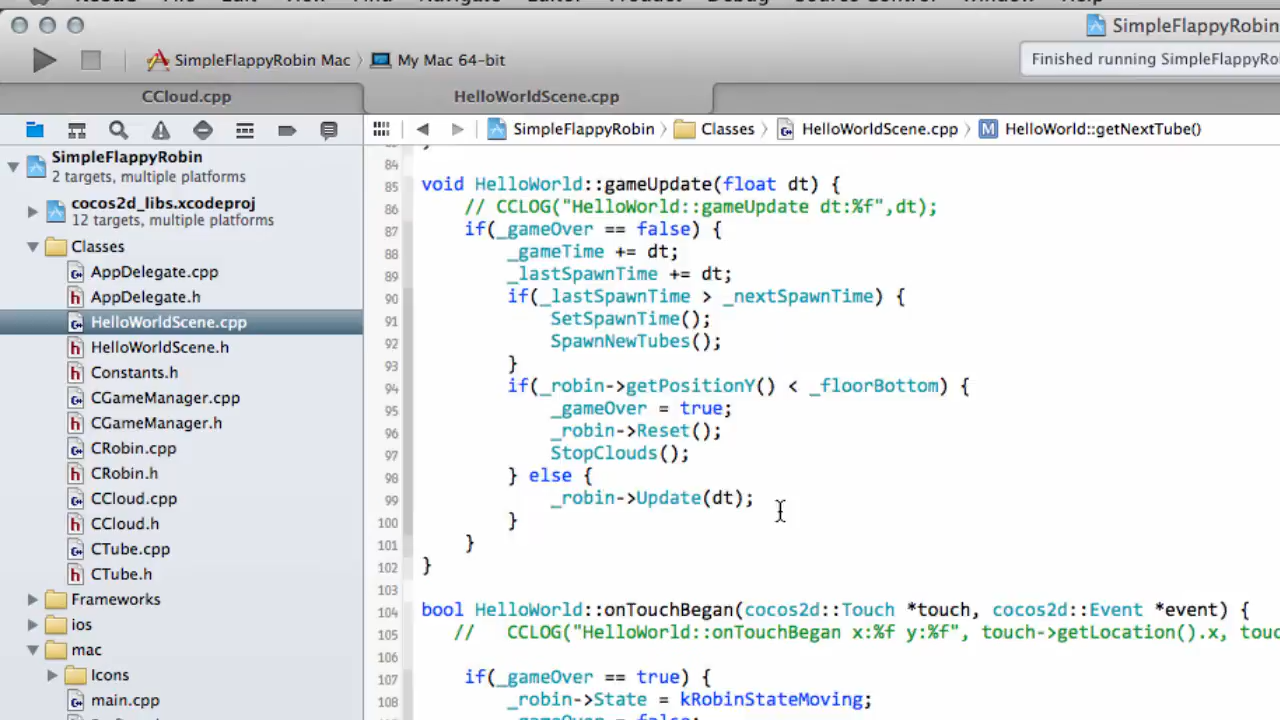 SimpleFlappyRobin
SimpleFlappyRobin Mac
My Mac 64-bit
Finished running SimpleFlappyRo
CCloud.cpp
HelloWorldScene.cpp
SimpleFlappyRobin
Classes
HelloWorldScene.cpp
M
HelloWorld::getNextTube()
SimpleFlappyRobin
2 targets, multiple platforms
cocos2d_libs.xcodeproj
12 targets, multiple platforms
Classes
AppDelegate.cpp
AppDelegate.h
HelloWorldScene.cpp
HelloWorldScene.h
Constants.h
CGameManager.cpp
CGameManager.h
CRobin.cpp
CRobin.h
CCloud.cpp
CCloud.h
CTube.cpp
CTube.h
Frameworks
ios
mac
Icons
main.cpp
84
85 void HelloWorld::gameUpdate(float dt) {
86 // CCLOG("HelloWorld::gameUpdate dt:%f",dt);
87 if(_gameOver == false) {
88 _gameTime += dt;
89 _lastSpawnTime += dt;
90 if(_lastSpawnTime > _nextSpawnTime) {
91 SetSpawnTime();
92 SpawnNewTubes();
93 }
94 if(_robin->getPositionY() < _floorBottom) {
95 _gameOver = true;
96 _robin->Reset();
97 StopClouds();
98 } else {
99 _robin->Update(dt);
100 }
101 }
102 }
103
104 bool HelloWorld::onTouchBegan(cocos2d::Touch *touch, cocos2d::Event *event) {
105 // CCLOG("HelloWorld::onTouchBegan x:%f y:%f", touch->getLocation().x, touc
106
107 if(_gameOver == true) {
108 _robin->State = kRobinStateMoving;